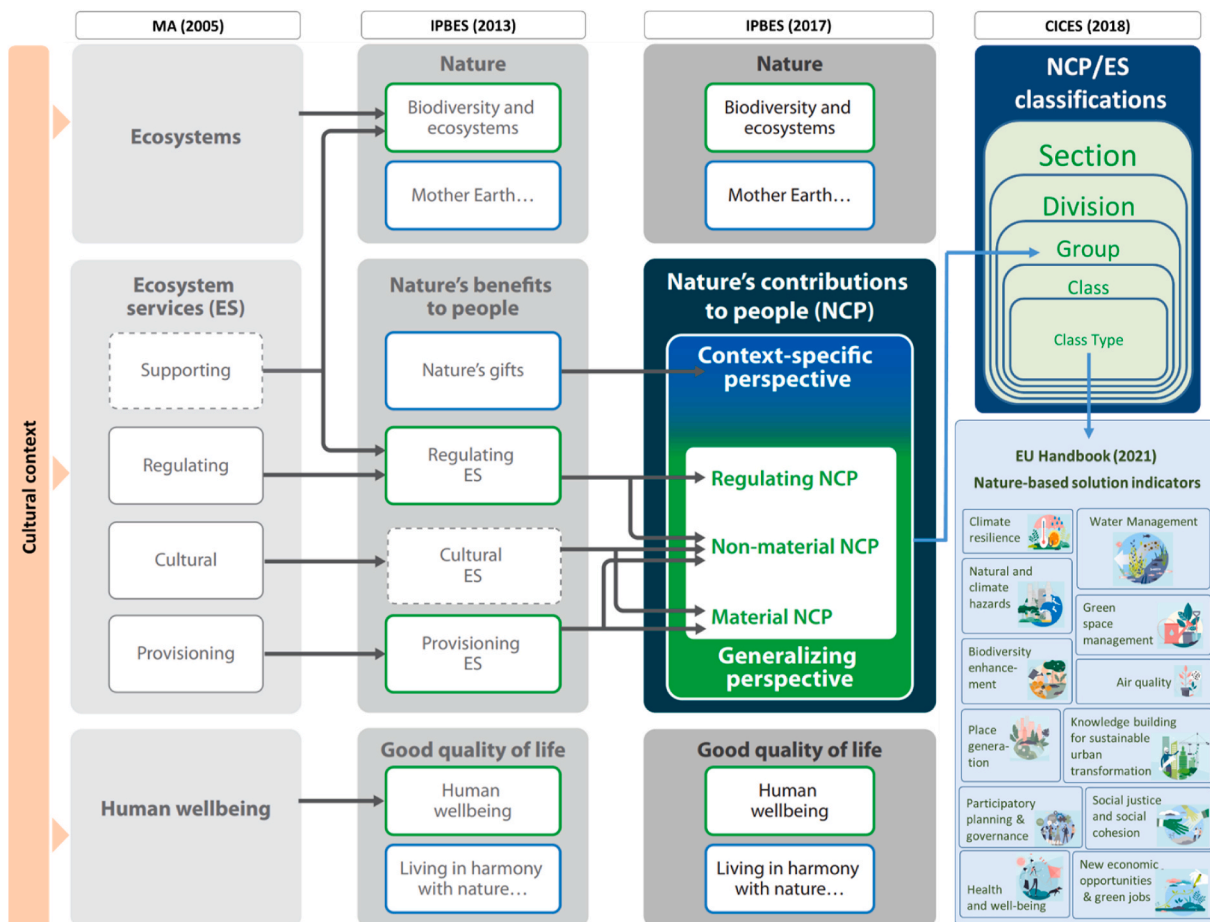 MA (2005)
IPBES (2013)
IPBES (2017)
CICES (2018)
Cultural context
Ecosystems
Ecosystem
services (ES)
Supporting
Regulating
Cultural
Provisioning
Human wellbeing
Nature
Biodiversity and
ecosystems
Mother Earth...
Nature's benefits
to people
Nature's gifts
Regulating
ES
Cultural
ES
Provisioning
ES
Good quality of life
Human
wellbeing
Living in harmony
with nature...
Nature
Biodiversity and
ecosystems
Mother Earth...
Nature's contributions
to people (NCP)
Context-specific
perspective
Regulating NCP
Non-material NCP
Material NCP
Generalizing
perspective
Good quality of life
Human
wellbeing
Living in harmony
with nature...
NCP/ES
classifications
Section
Division
Group
Class
Class Type
EU Handbook (2021)
Nature-based solution indicators
Climate
resilience
Water Management
Natural and
climate
hazards
Green
space
management
Biodiversity
enhance-
ment
Air quality
Place
genera-
tion
Knowledge building
for sustainable
urban
transformation
Participatory
planning &
governance
Social justice
and social
cohesion
Health
and well-being
New economic
opportunities
& green jobs